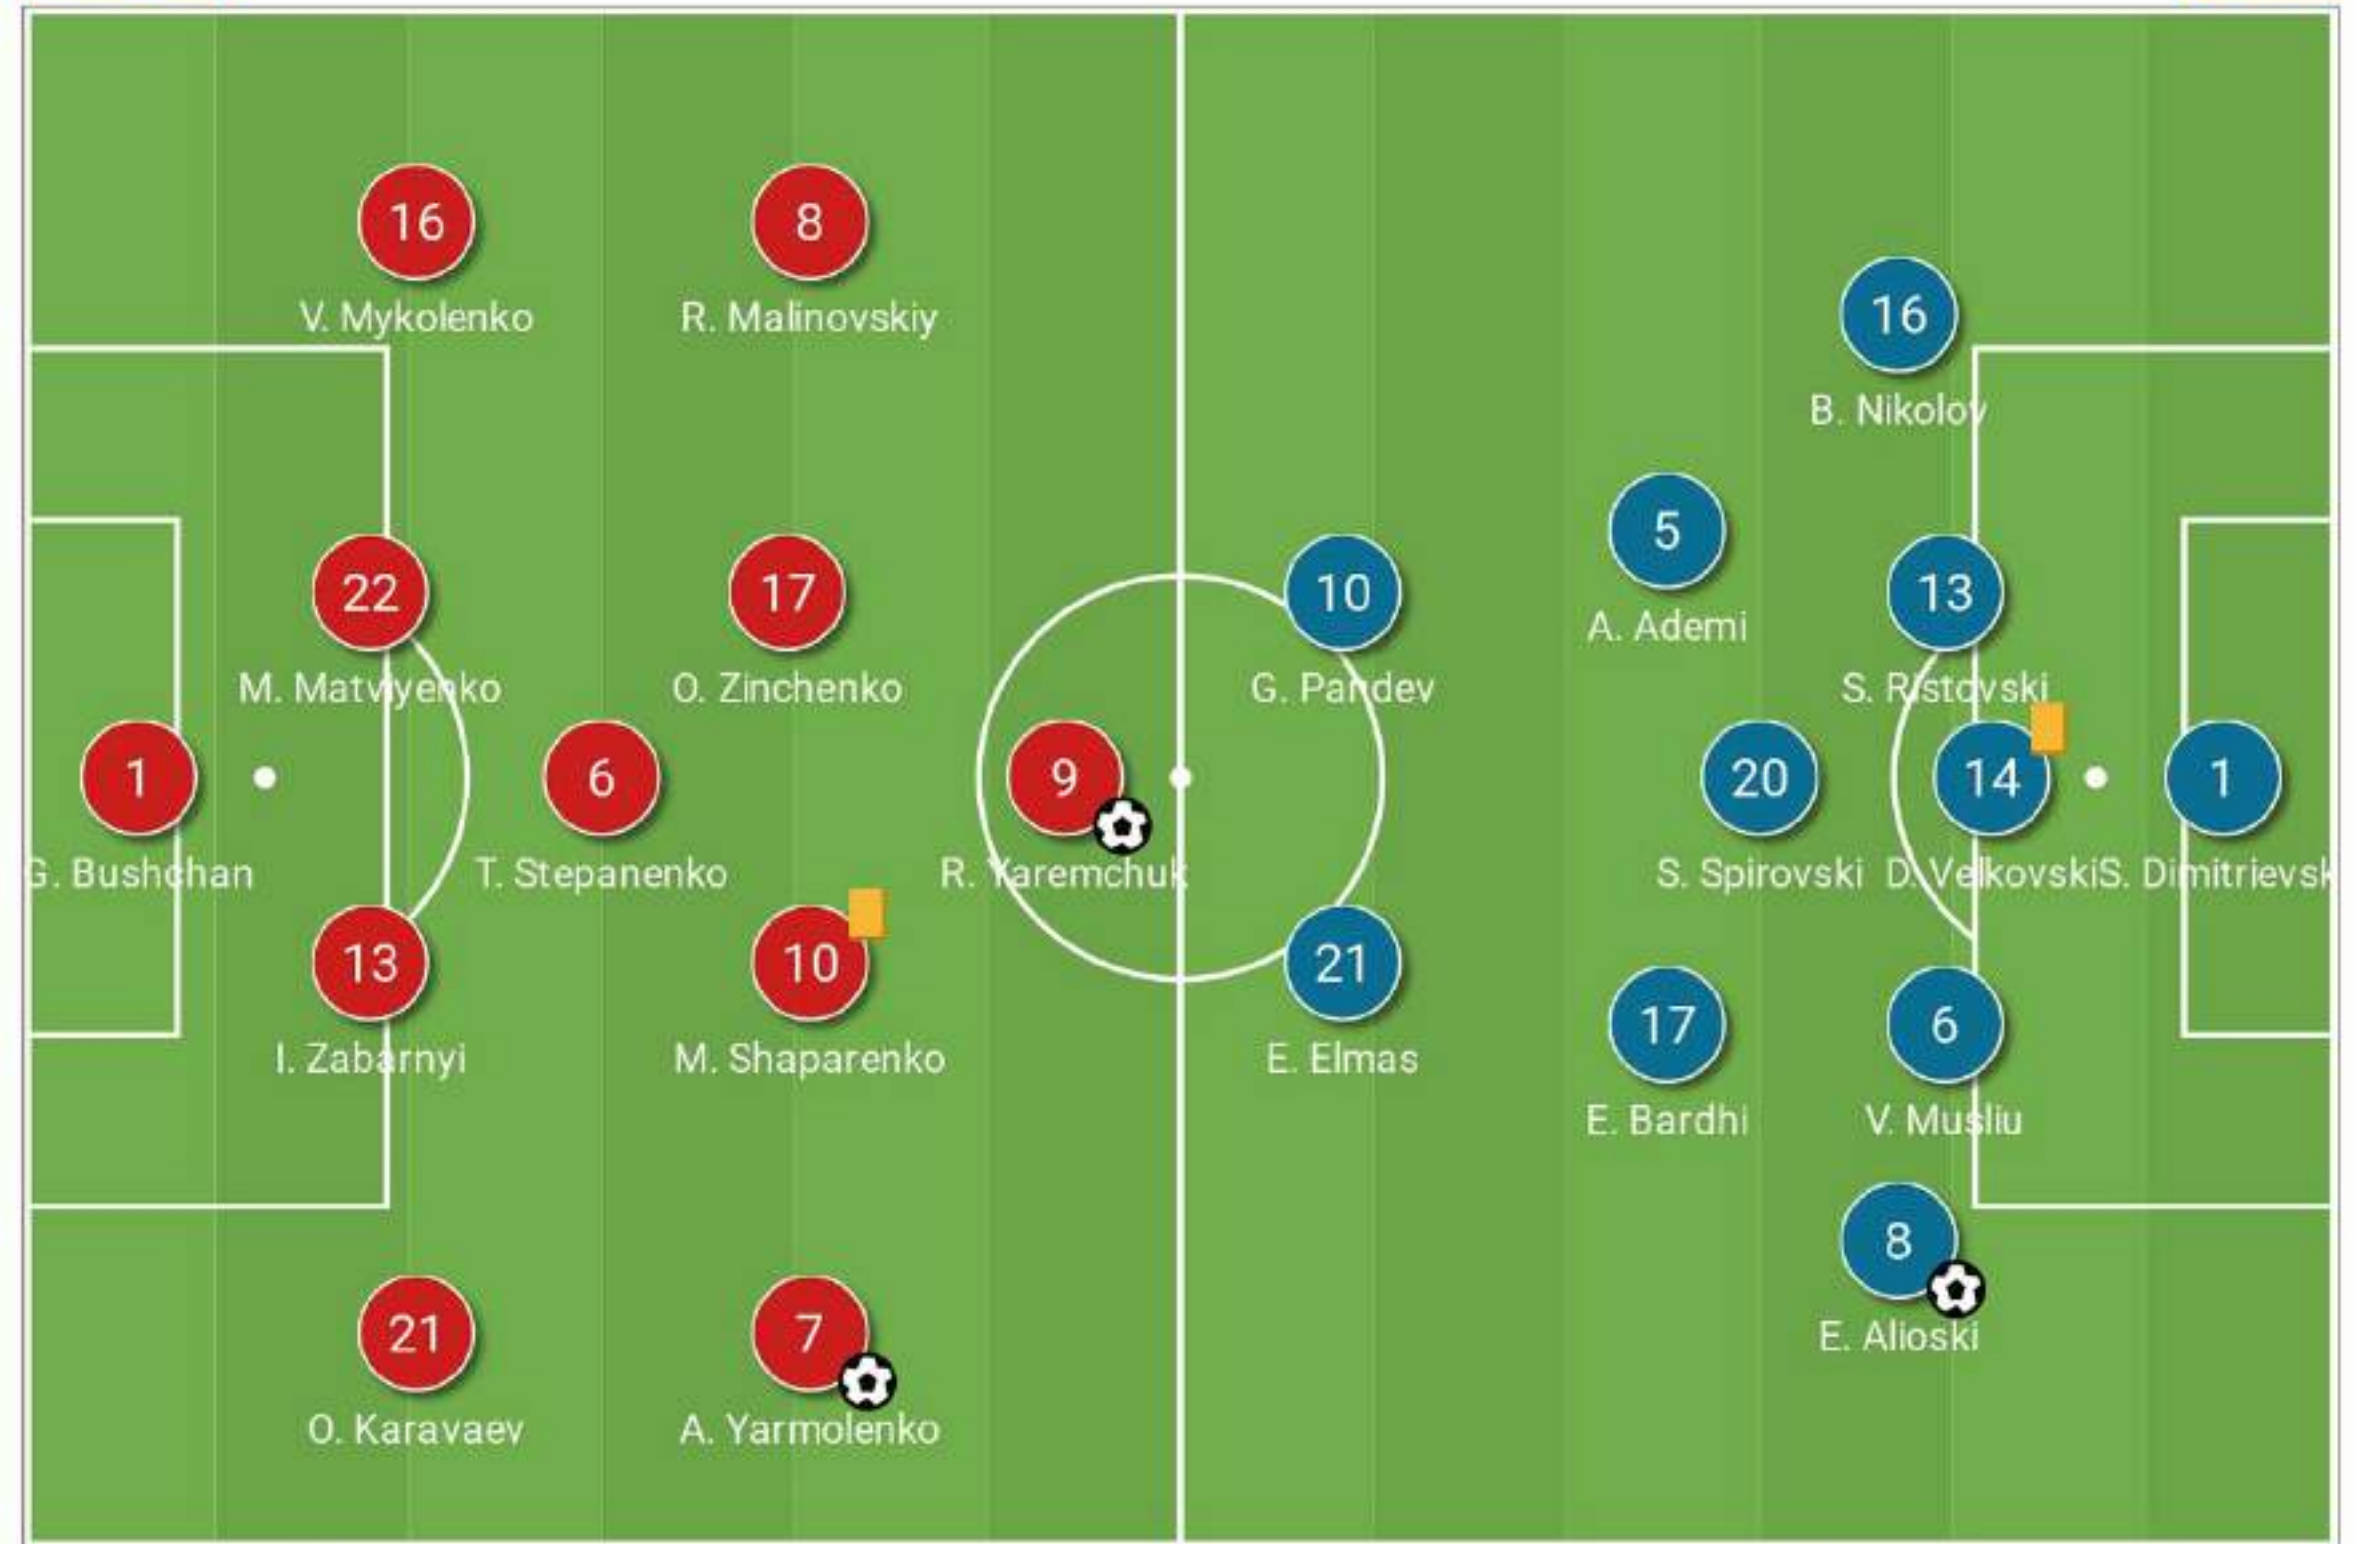 16
V. Mykolenko
8
R. Malinovskiy
16
B. Nikolov
22
M. Matviyenko
17
O. Zinchenko
10
G. Pandev
5
A. Ademi
13
S. Ristovski
1
G. Bushchan
6
T. Stepanenko
9
R. Yaremchuk
20
S. Spirovski
14
D. Velkovski
1
S. Dimitrievsk
13
I. Zabarnyi
10
M. Shaparenko
21
E. Elmas
17
E. Bardhi
6
V. Musliu
21
O. Karavaev
7
A. Yarmolenko
8
E. Alioski